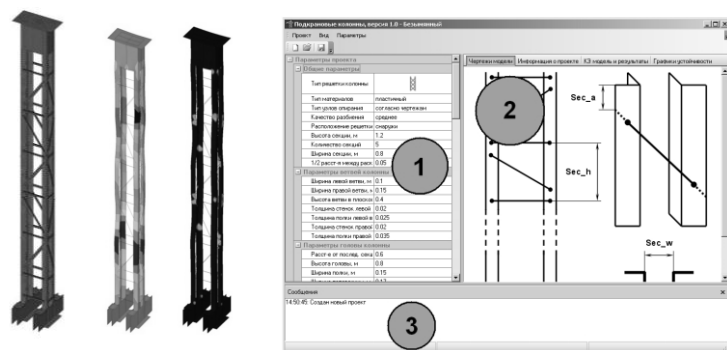 Подкрановые колонны, версия 1.0 - Безымянный
Проект Вид Параметры
Параметры проекта
Общие параметры
Тип решетки колонны
Тип материалов пластичный
Тип узлов опирания согласно чертежам
Качество разбиения среднее
Расположение решетки снаружи
Высота секции, м 1.2
Количество секций 5
Ширина секции, м 0.8
1/2 расст-я между раск 0.05
Параметры ветвей колонны
Ширина левой ветви, м 0.1
Ширина правой ветви, м 0.15
Высота ветви в плоски 0.4
Толщина стенок левой 0.02
Толщина полки левой в 0.025
Толщина стенок правой 0.02
Толщина полки правой 0.035
Параметры головы колонны
Расст-е от послед. секц 0.6
Высота головы, м 0.8
Ширина полки, м 0.15
1
Чертежи модели Информация о проекте КЭ модель и результаты Графики устойчивости
2
Sec_a
Sec_h
Sec_w
Сообщения
14:50:45: Создан новый проект
3